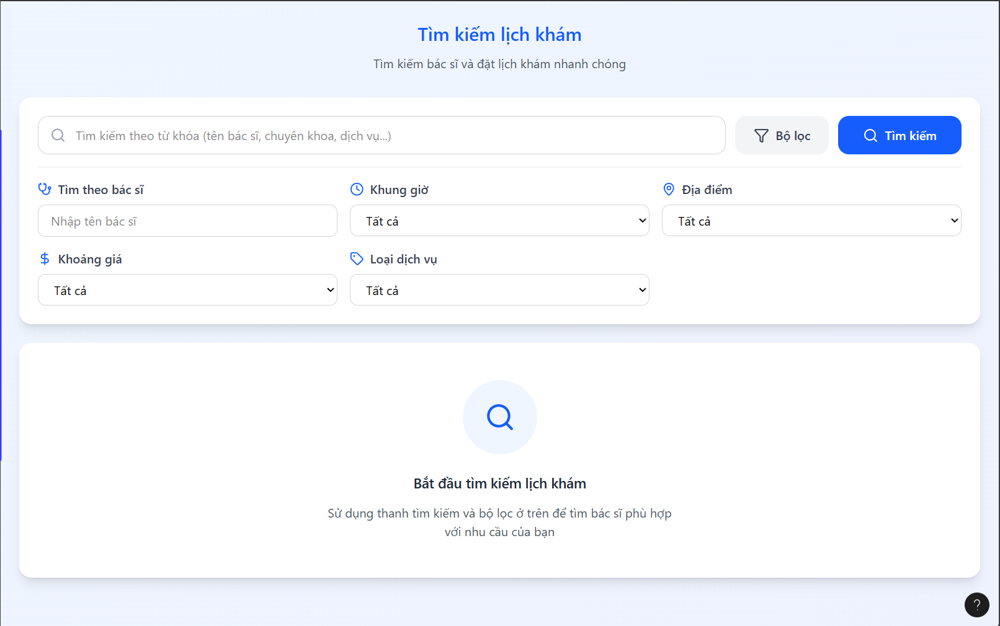 Tìm kiếm lịch khám
Tìm kiếm bác sĩ và đặt lịch khám nhanh chóng
Tìm kiếm theo từ khóa (tên bác sĩ, chuyên khoa, dịch vụ...)
Bộ lọc
Tìm kiếm
Tìm theo bác sĩ
Khung giờ
Địa điểm
Nhập tên bác sĩ
Tất cả
Tất cả
Khoảng giá
Loại dịch vụ
Tất cả
Tất cả
Bắt đầu tìm kiếm lịch khám
Sử dụng thanh tìm kiếm và bộ lọc ở trên để tìm bác sĩ phù hợp
với nhu cầu của bạn
?